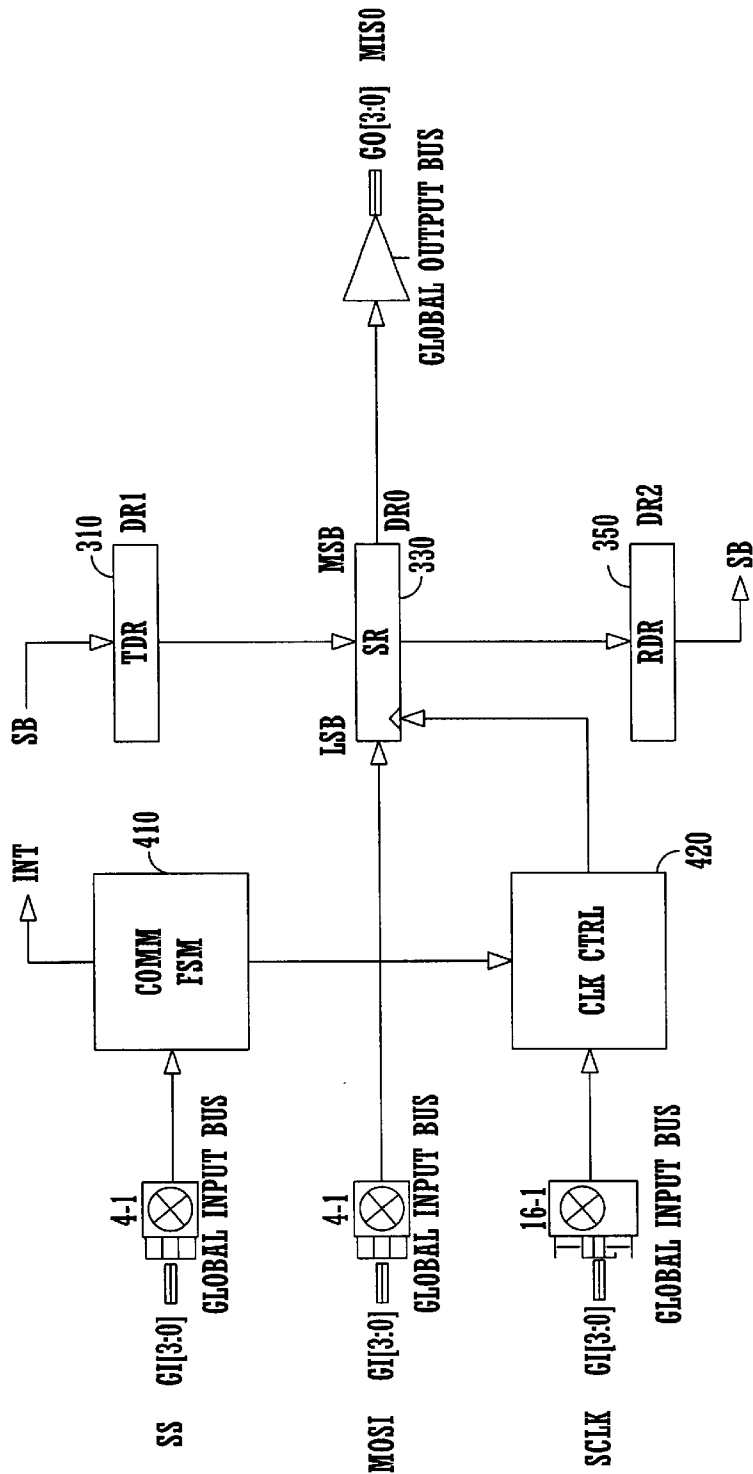 SS GI[3:0]
4-1
GLOBAL INPUT BUS
COMM
FSM
410
INT
MOSI GI[3:0]
4-1
GLOBAL INPUT BUS
SCLK GI[3:0]
16-1
GLOBAL INPUT BUS
CLK CTRL
420
SB
TDR
310
DR1
LSB
SR
MSB
DR0
330
RDR
350
DR2
SB
GO[3:0] MISO
GLOBAL OUTPUT BUS